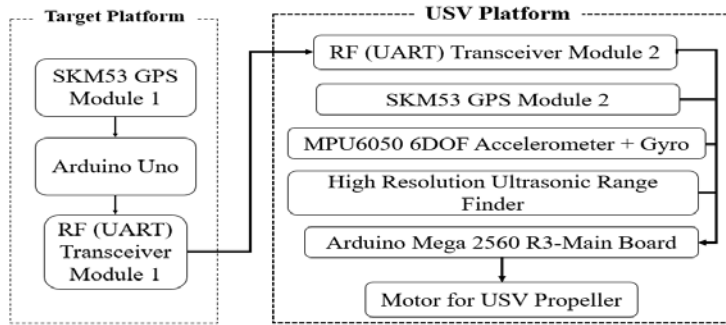 Target Platform
SKM53 GPS
Module 1
Arduino Uno
RF (UART)
Transceiver
Module 1
USV Platform
RF (UART) Transceiver Module 2
SKM53 GPS Module 2
MPU6050 6DOF Accelerometer + Gyro
High Resolution Ultrasonic Range
Finder
Arduino Mega 2560 R3-Main Board
Motor for USV Propeller